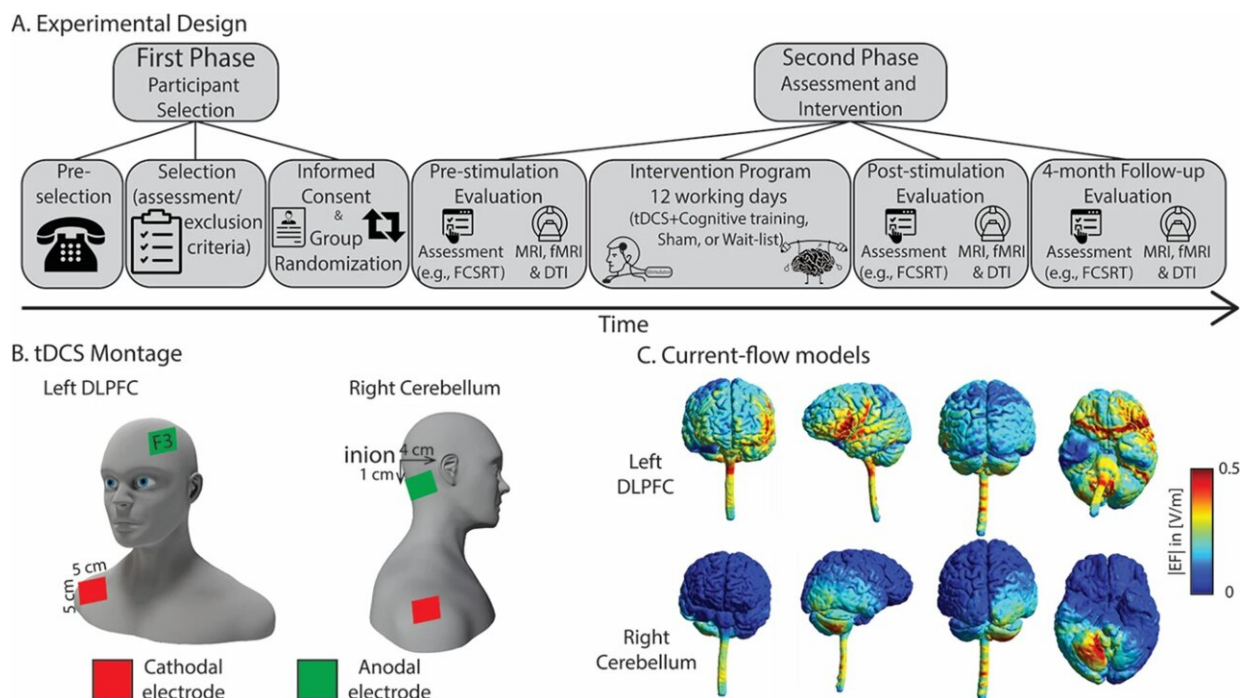 A. Experimental Design
First Phase
Participant
Selection
Second Phase
Assessment and
Intervention
Pre-
selection
Selection
(assessment/
exclusion
criteria)
Informed
Consent
&
Group
Randomization
Pre-stimulation
Evaluation
Assessment
(e.g., FCSRT)
MRI, fMRI
& DTI
Intervention Program
12 working days
(tDCS+Cognitive training,
Sham, or Wait-list)
Post-stimulation
Evaluation
Assessment
(e.g., FCSRT)
MRI, fMRI
& DTI
4-month Follow-up
Evaluation
Assessment
(e.g., FCSRT)
MRI, fMRI
& DTI
Time
B. tDCS Montage
Left DLPFC
F3
5 cm
5 cm
Right Cerebellum
inion
4 cm
1 cm
Cathodal
electrode
Anodal
electrode
C. Current-flow models
Left
DLPFC
Right
Cerebellum
0.5
|EF| in [V/m]
0